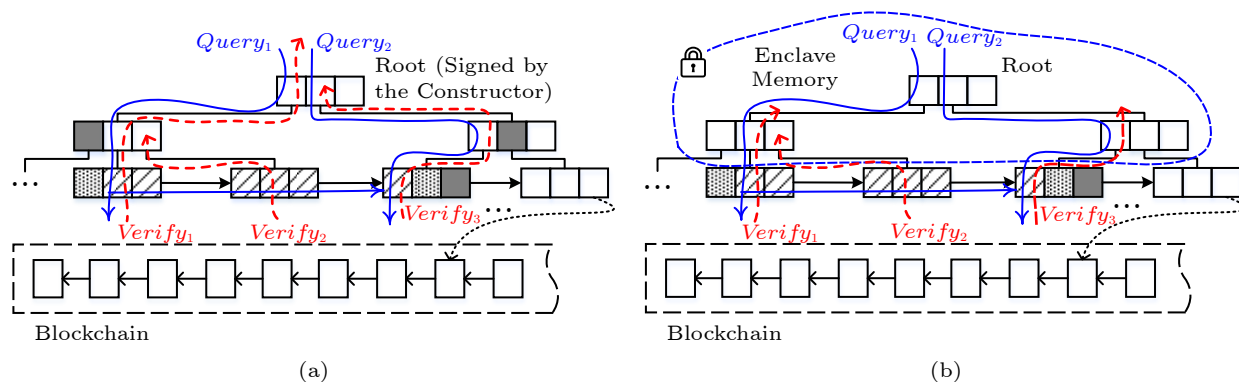 Query₁ Query₂
Root (Signed by
the Constructor)
...
...
Verify₁ Verify₂ Verify₃
Blockchain
(a)
Query₁ Query₂
Enclave
Memory
Root
...
...
Verify₁ Verify₂ Verify₃
Blockchain
(b)